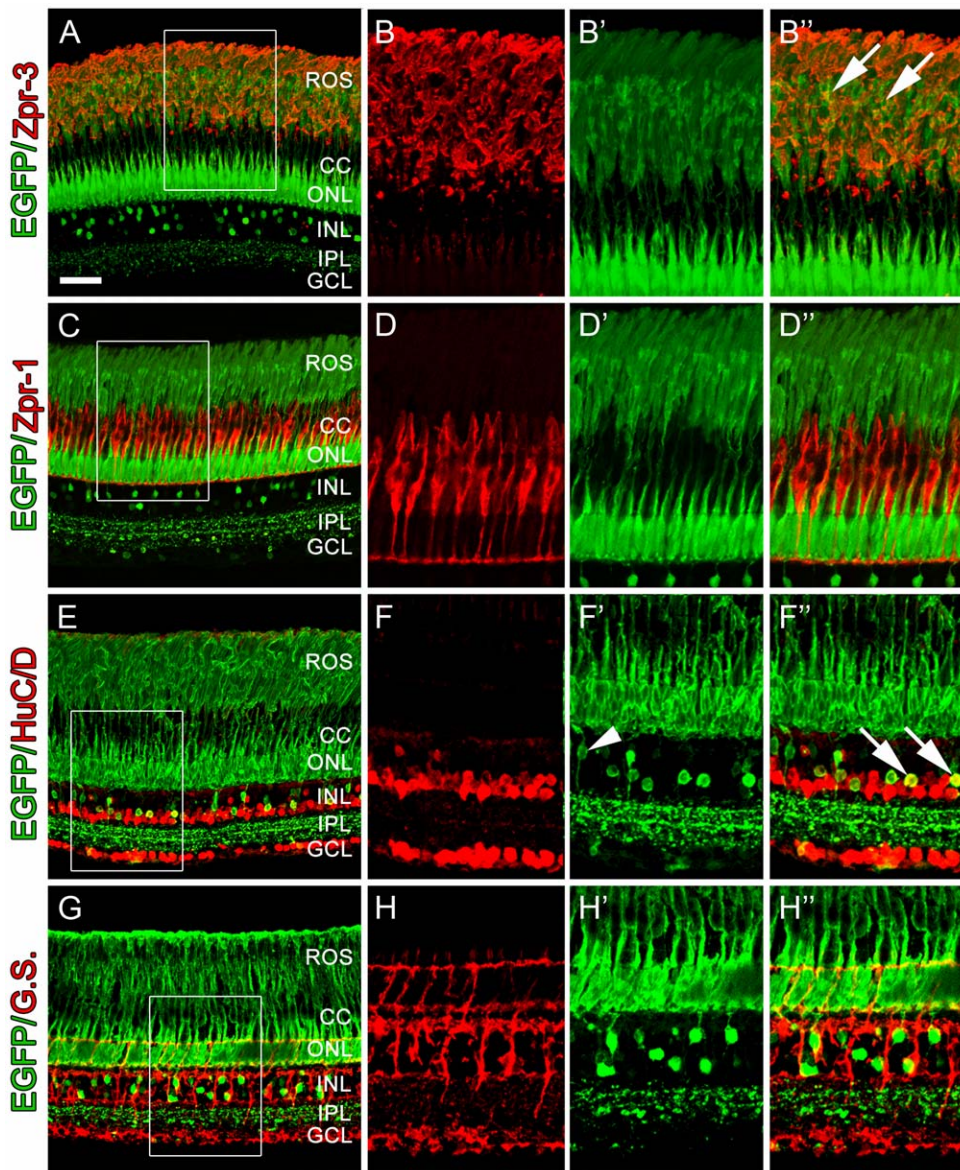 EGFP/Zpr-3
A
ROS
CC
ONL
INL
IPL
GCL
B
B'
B''
EGFP/Zpr-1
C
ROS
CC
ONL
INL
IPL
GCL
D
D'
D''
EGFP/HuC/D
E
ROS
CC
ONL
INL
IPL
GCL
F
F'
F''
EGFP/G.S.
G
ROS
CC
ONL
INL
IPL
GCL
H
H'
H''